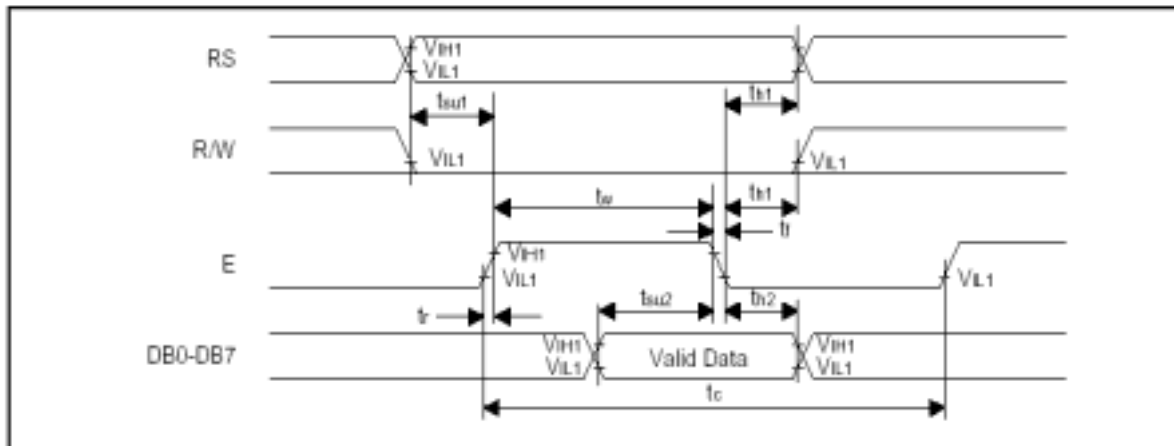 RS
VIH1
VIL1
tsu1
th1
R/W
VIL1
VIL1
tw
th1
tf
E
VIH1
VIL1
VIL1
tr
tsu2
th2
DB0-DB7
VIH1
VIL1
Valid Data
VIH1
VIL1
tc